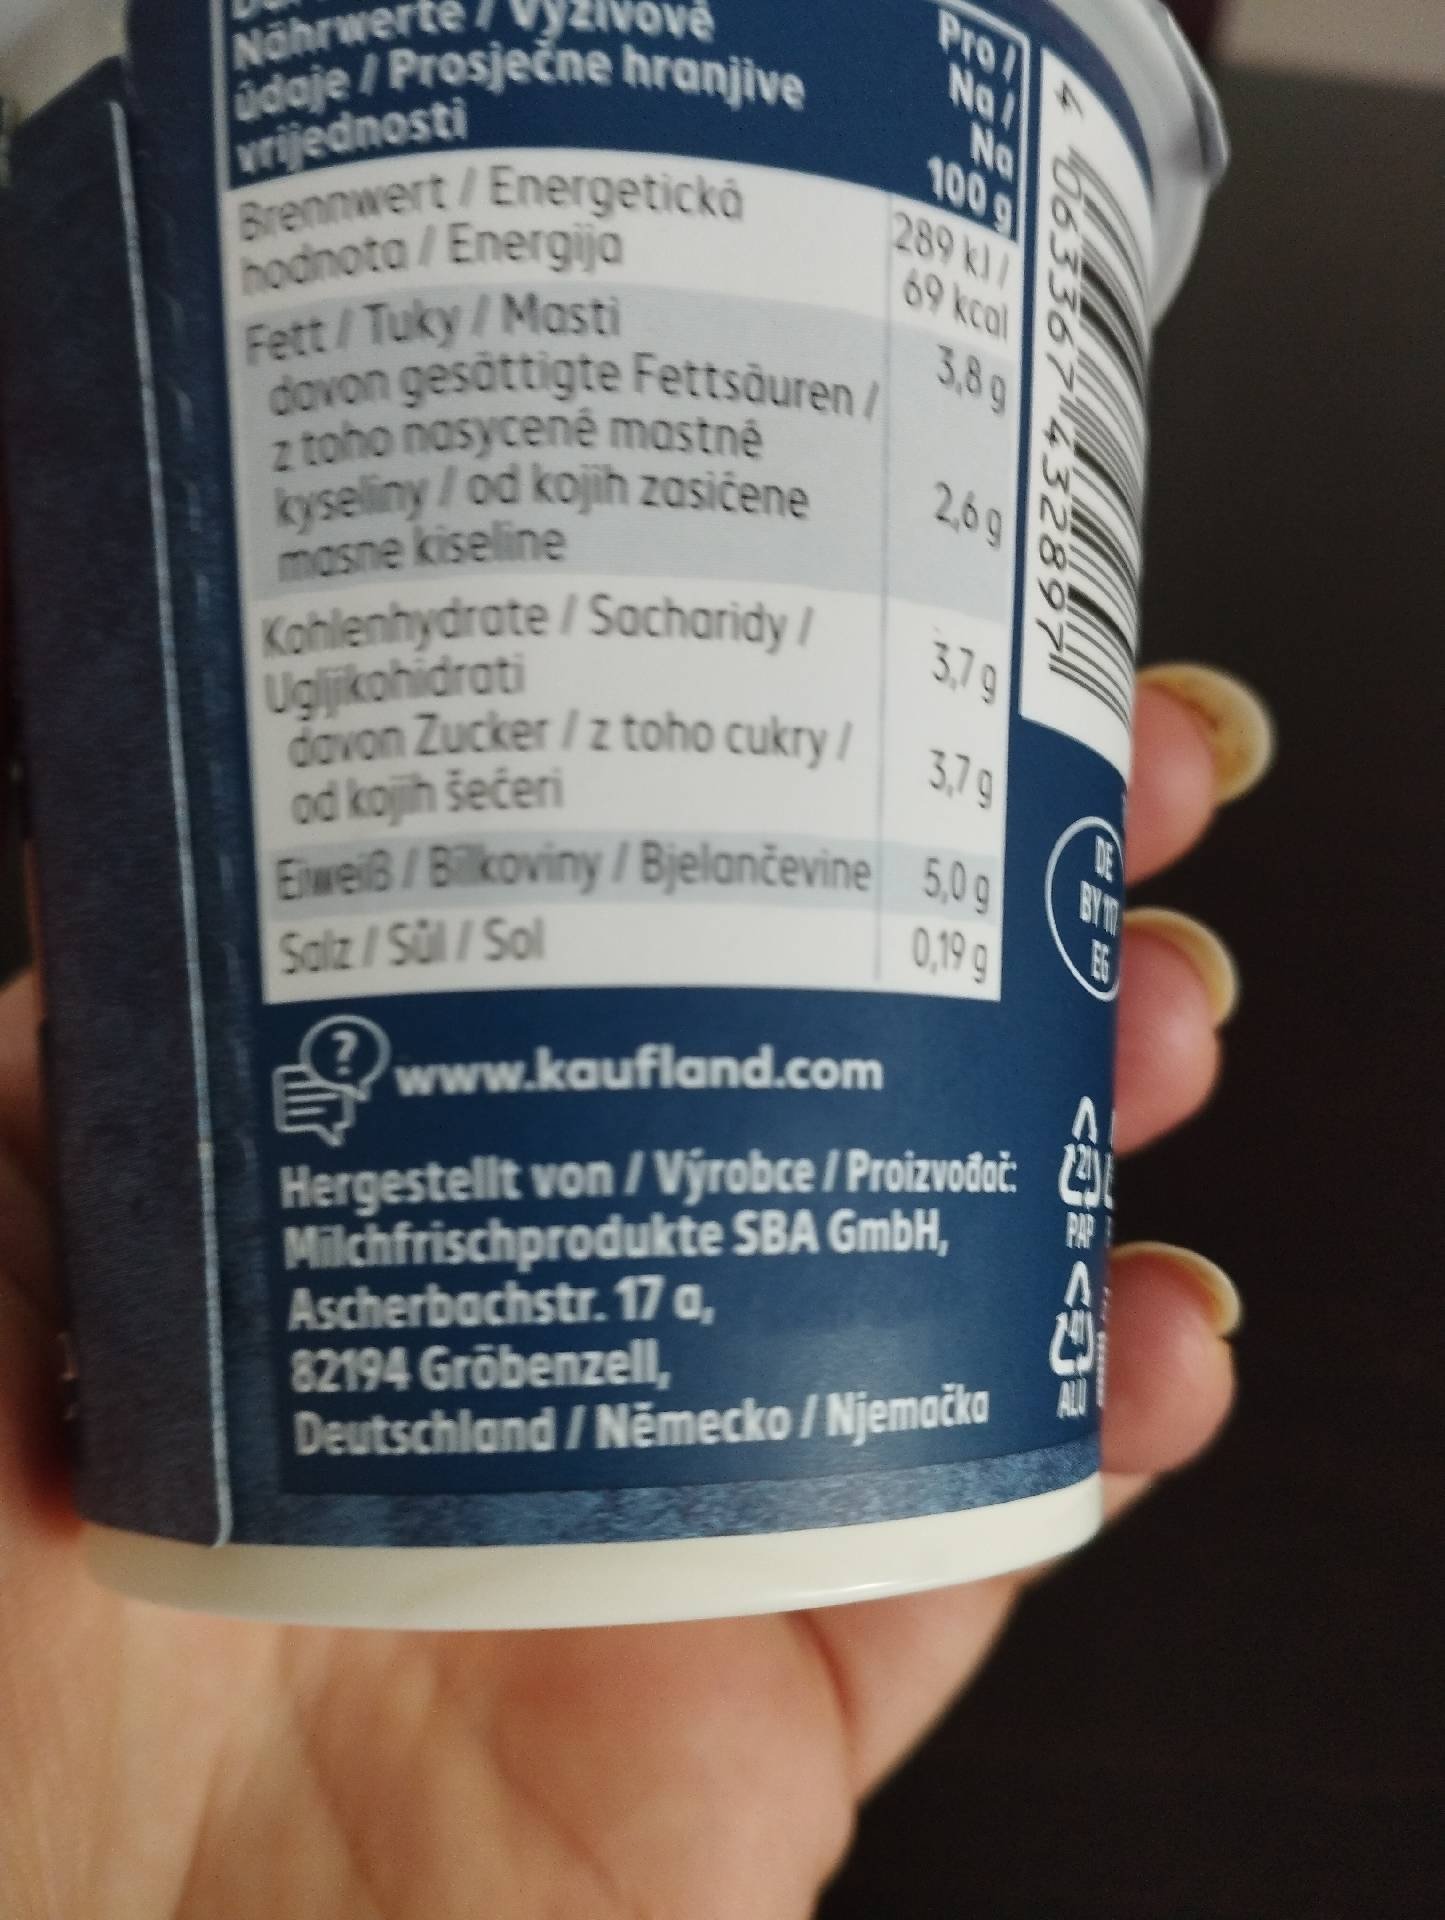 Nährwerte / Výživové
údaje / Prosječne hranjive
vrijednosti
Pro /
Na /
Na
100 g
Brennwert / Energetická
hodnota / Energija
289 kJ /
69 kcal
Fett / Tuky / Masti
3,8 g
davon gesättigte Fettsäuren /
z toho nasycené mastné
kyseliny / od kojih zasićene
masne kiseline
2,6 g
Kohlenhydrate / Sacharidy /
Ugljikohidrati
3,7 g
davon Zucker / z toho cukry /
od kojih šećeri
3,7 g
Eiweiß / Bílkoviny / Bjelančevine 5,0 g
Salz / Sůl / Sol 0,19 g
?
www.kaufland.com
Hergestellt von / Výrobce / Proizvođač:
Milchfrischprodukte SBA GmbH,
Ascherbachstr. 17 a,
82194 Gröbenzell,
Deutschland / Německo / Njemačka
4 063367 432897
DE
BY 117
EG
21
PAP
41
ALU